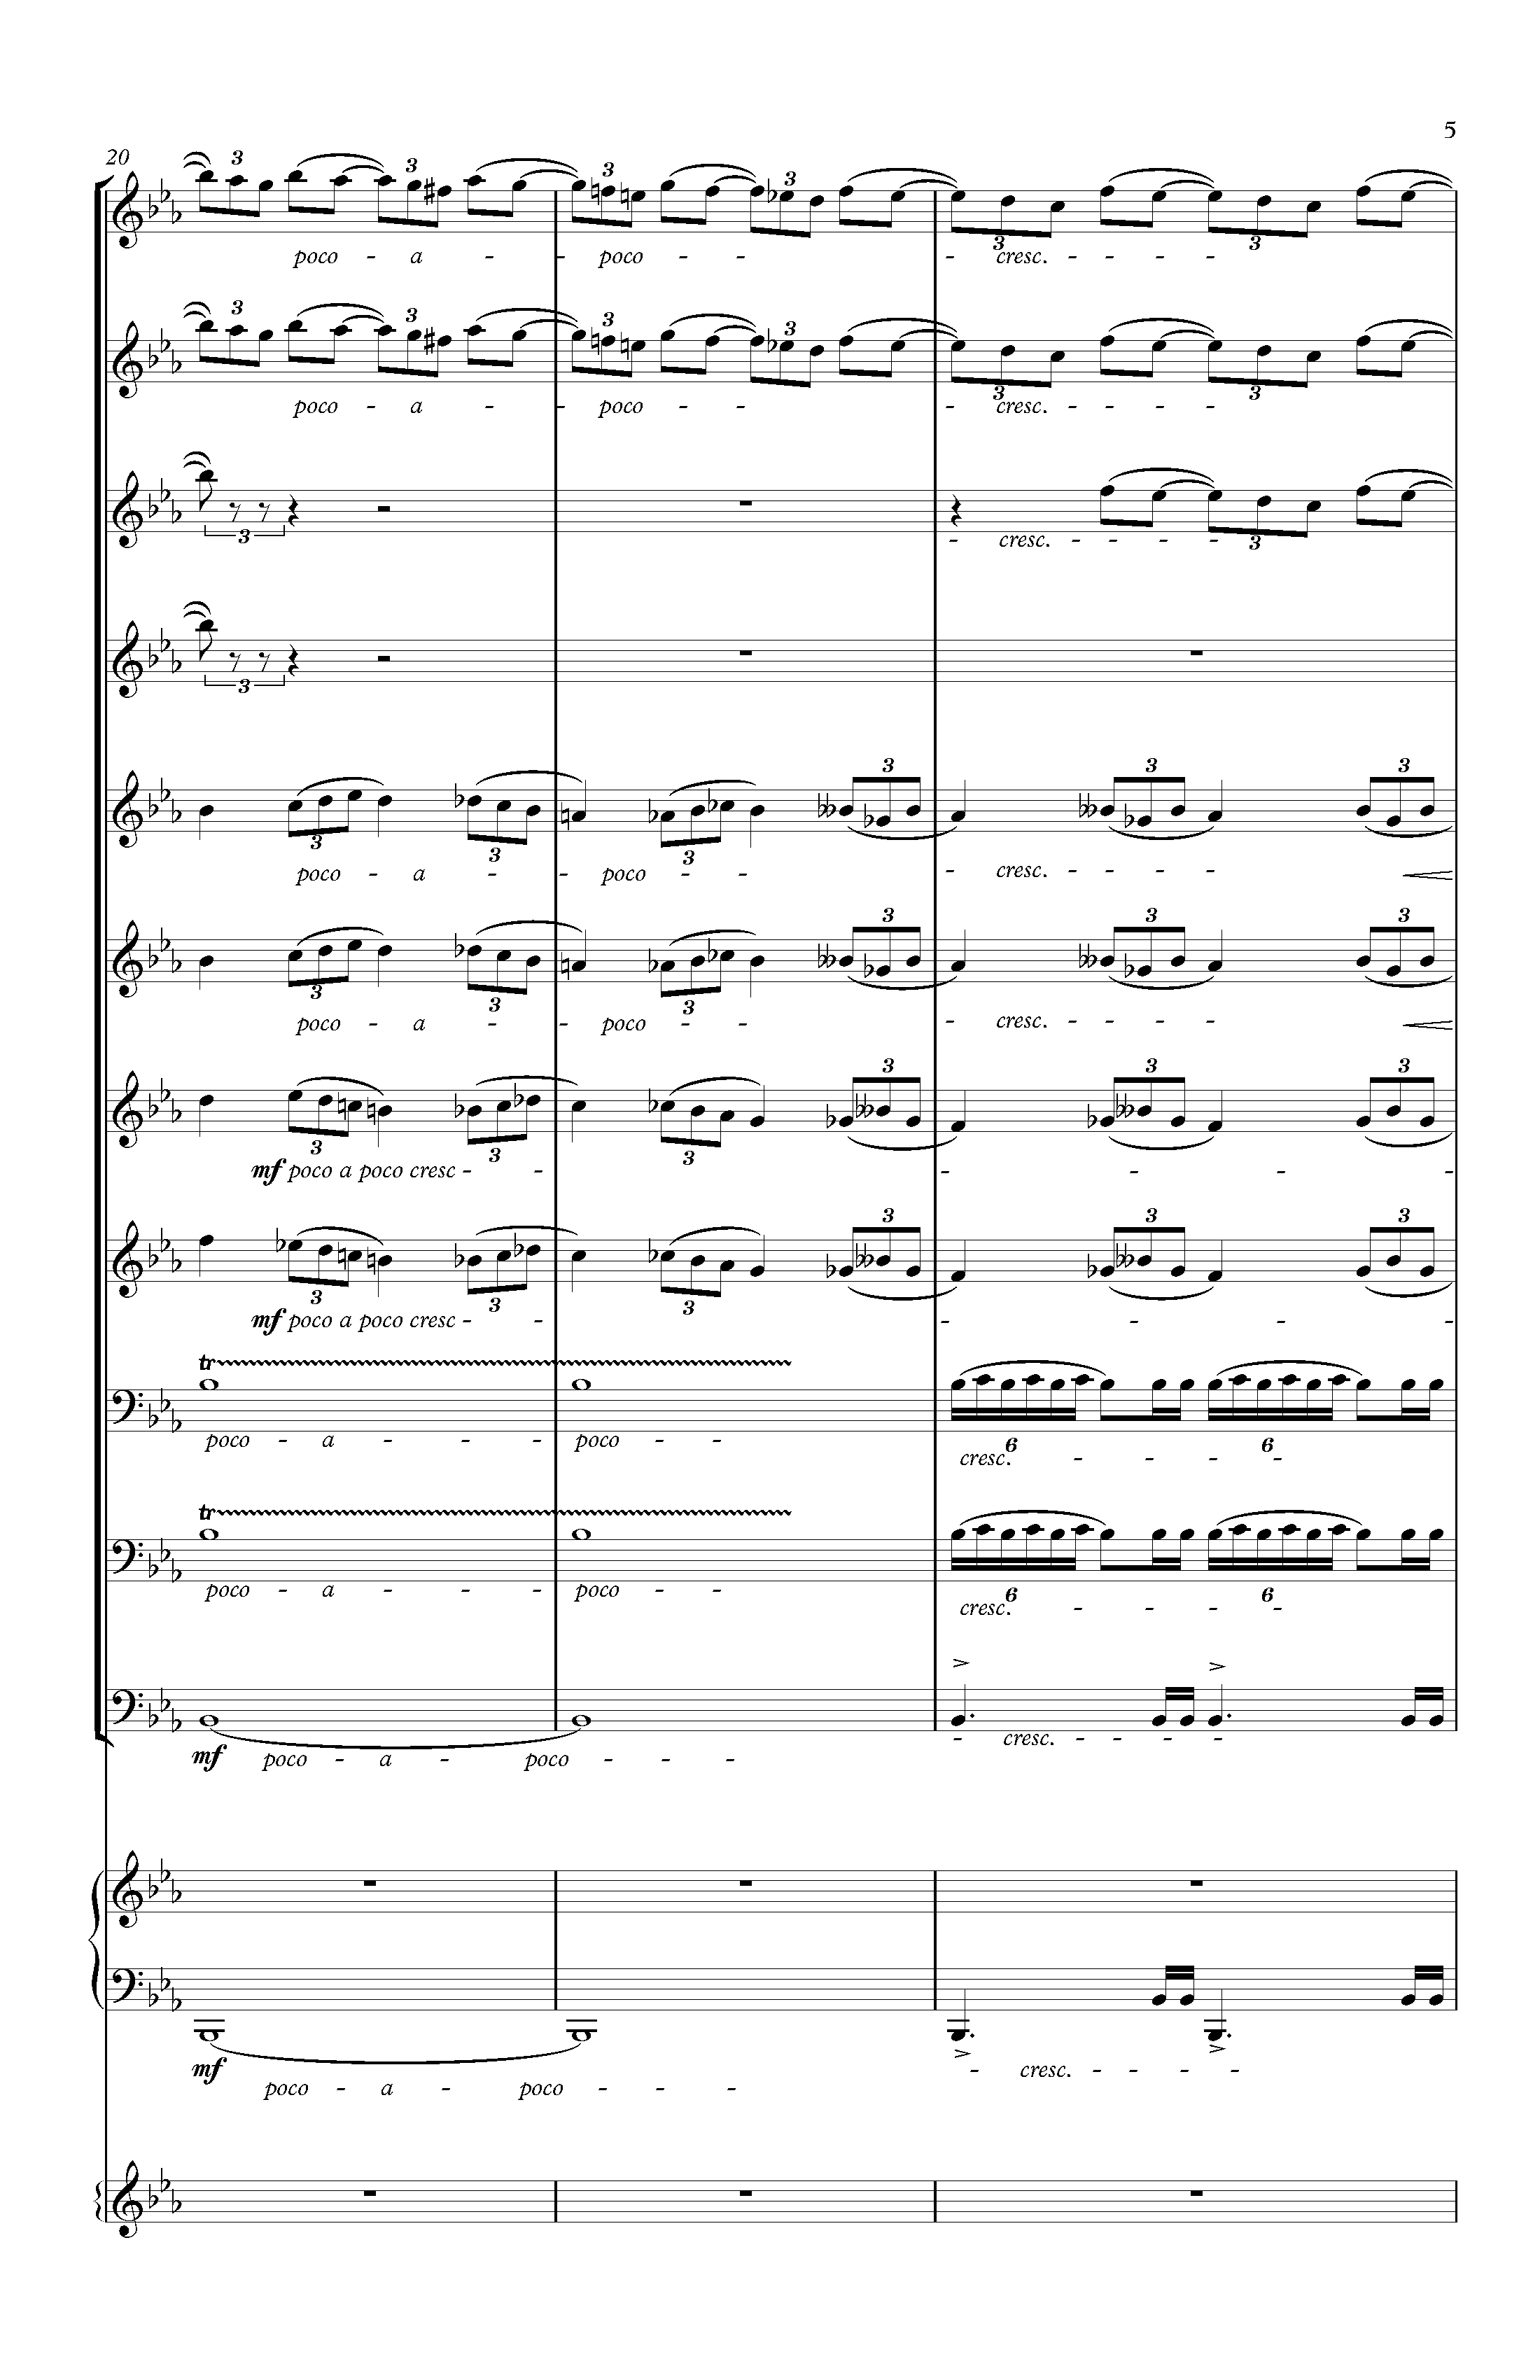 5
20
3 3 3 3 3 3
poco - a - - poco - - - cresc. - - - -
3 3 3 3 3 3
poco - a - - poco - - - cresc. - - - -
3 3
- cresc. - - - -
3
3 3 3 3 3 3
poco - a - - poco - - - cresc. - - - -
3 3 3 3 3 3
poco - a - - poco - - - cresc. - - - -
3 3 3 3 3 3
mf poco a poco cresc - - - - - -
3 3 3 3 3 3
mf poco a poco cresc - - - - - -
tr
6 6
poco - a - - - poco - - cresc. - - - -
tr
6 6
poco - a - - - poco - - cresc. - - - -
mf poco - a - poco - - - - cresc. - - - -
mf - cresc. - - - -
poco - a - poco - - -